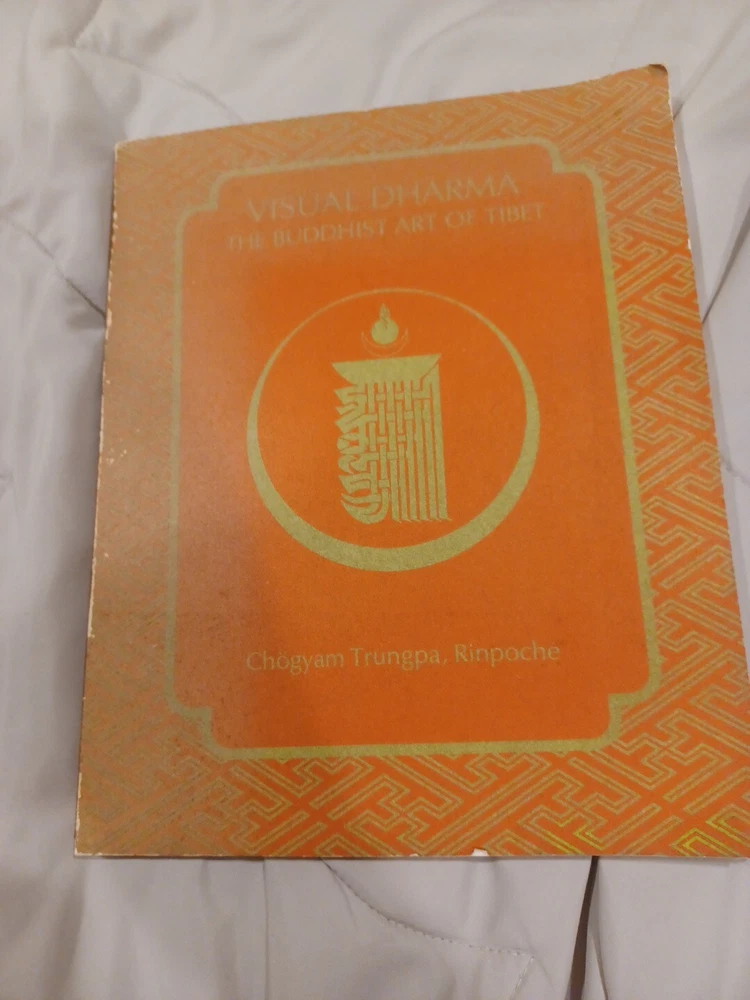 VISUAL DHARMA
THE BUDDHIST ART OF TIBET
Chögyam Trungpa, Rinpoche